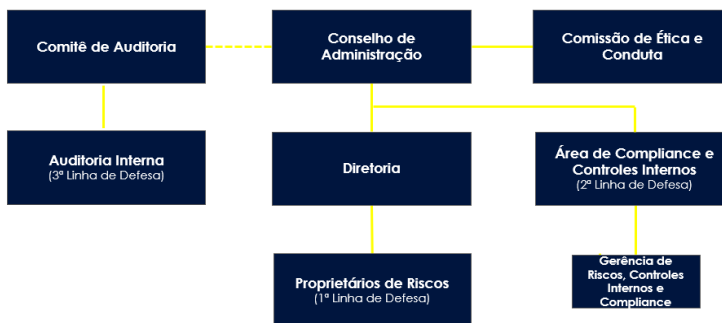 Comitê de Auditoria
Conselho de
Administração
Comissão de Ética e
Conduta
Auditoria Interna
(3ª Linha de Defesa)
Diretoria
Área de Compliance e
Controles Internos
(2ª Linha de Defesa)
Proprietários de Riscos
(1ª Linha de Defesa)
Gerência de
Riscos, Controles
Internos e
Compliance